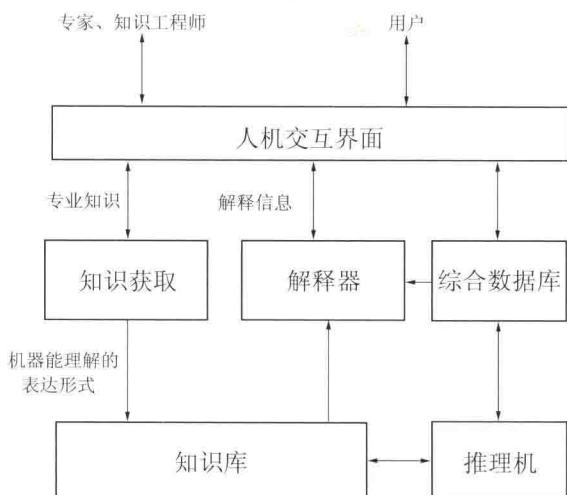 专家、知识工程师
用户
人机交互界面
专业知识
解释信息
知识获取
解释器
综合数据库
机器能理解的
表达形式
知识库
推理机